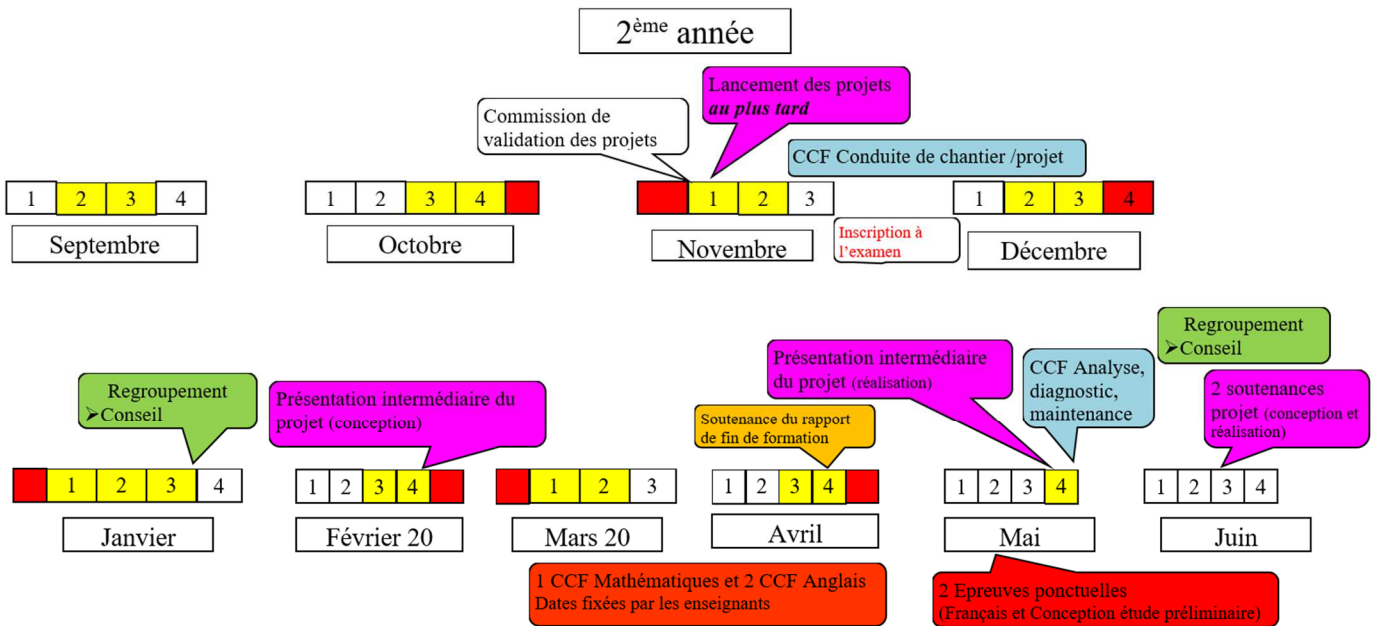 2ème année
Lancement des projets
au plus tard
Commission de
validation des projets
CCF Conduite de chantier /projet
1 2 3 4
1 2 3 4
1 2 3
1 2 3 4
Septembre
Octobre
Novembre
Inscription à
l’examen
Décembre
Regroupement
➢Conseil
Présentation intermédiaire du
projet (conception)
Soutenance du rapport
de fin de formation
Présentation intermédiaire
du projet (réalisation)
CCF Analyse,
diagnostic,
maintenance
Regroupement
➢Conseil
2 soutenances
projet (conception et
réalisation)
1 2 3 4
1 2 3 4
1 2 3
1 2 3 4
1 2 3 4
1 2 3 4
Janvier
Février 20
Mars 20
Avril
Mai
Juin
1 CCF Mathématiques et 2 CCF Anglais
Dates fixées par les enseignants
2 Epreuves ponctuelles
(Français et Conception étude préliminaire)